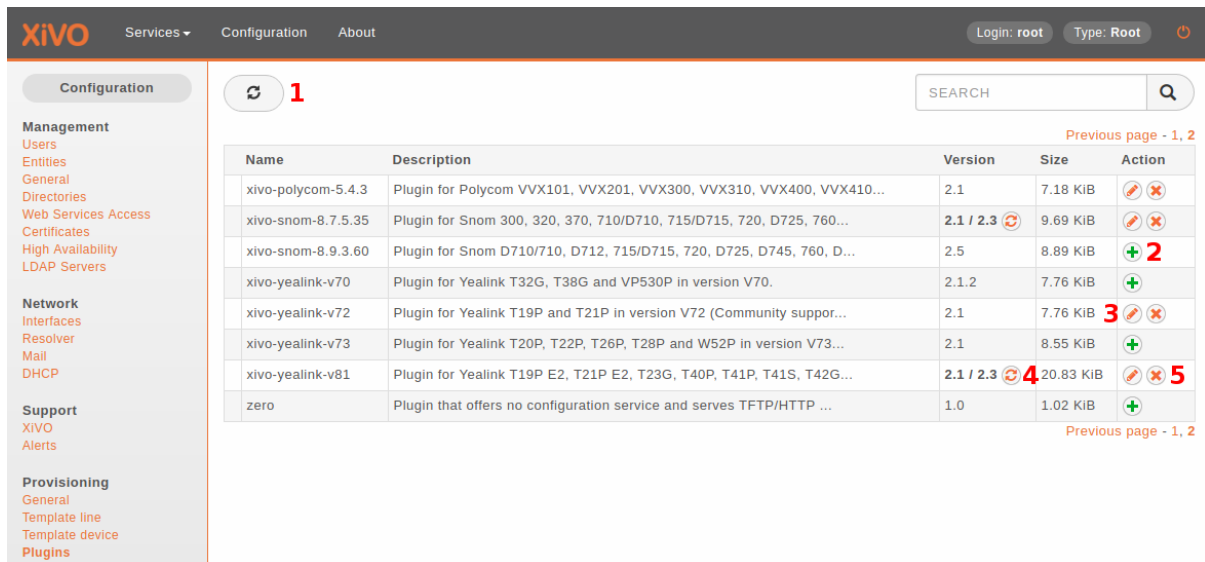 XiVO Services Configuration About Login: root Type: Root
Configuration
Management
Users
Entities
General
Directories
Web Services Access
Certificates
High Availability
LDAP Servers
Network
Interfaces
Resolver
Mail
DHCP
Support
XiVO
Alerts
Provisioning
General
Template line
Template device
Plugins
1 SEARCH
Previous page - 1, 2
Name Description Version Size Action
xivo-polycom-5.4.3 Plugin for Polycom VVX101, VVX201, VVX300, VVX310, VVX400, VVX410... 2.1 7.18 KiB
xivo-snom-8.7.5.35 Plugin for Snom 300, 320, 370, 710/D710, 715/D715, 720, D725, 760... 2.1 / 2.3 9.69 KiB
xivo-snom-8.9.3.60 Plugin for Snom D710/710, D712, 715/D715, 720, D725, D745, 760, D... 2.5 8.89 KiB 2
xivo-yealink-v70 Plugin for Yealink T32G, T38G and VP530P in version V70. 2.1.2 7.76 KiB
xivo-yealink-v72 Plugin for Yealink T19P and T21P in version V72 (Community suppor... 2.1 7.76 KiB 3
xivo-yealink-v73 Plugin for Yealink T20P, T22P, T26P, T28P and W52P in version V73... 2.1 8.55 KiB
xivo-yealink-v81 Plugin for Yealink T19P E2, T21P E2, T23G, T40P, T41P, T41S, T42G... 2.1 / 2.3 4 20.83 KiB 5
zero Plugin that offers no configuration service and serves TFTP/HTTP ... 1.0 1.02 KiB
Previous page - 1, 2